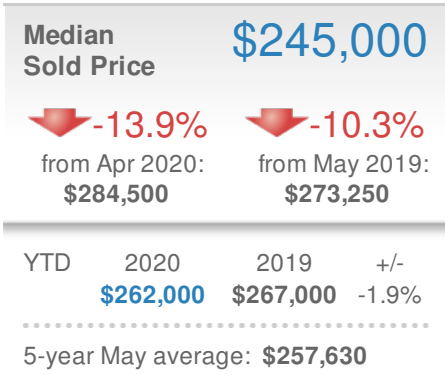 Median $245,000
Sold Price
-13.9% -10.3%
from Apr 2020: from May 2019:
$284,500 $273,250
YTD 2020 2019 +/-
$262,000 $267,000 -1.9%
5-year May average: $257,630